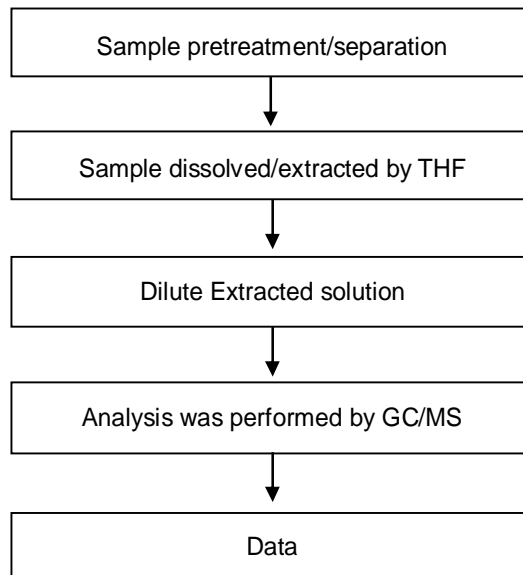 Sample pretreatment/separation
Sample dissolved/extracted by THF
Dilute Extracted solution
Analysis was performed by GC/MS
Data